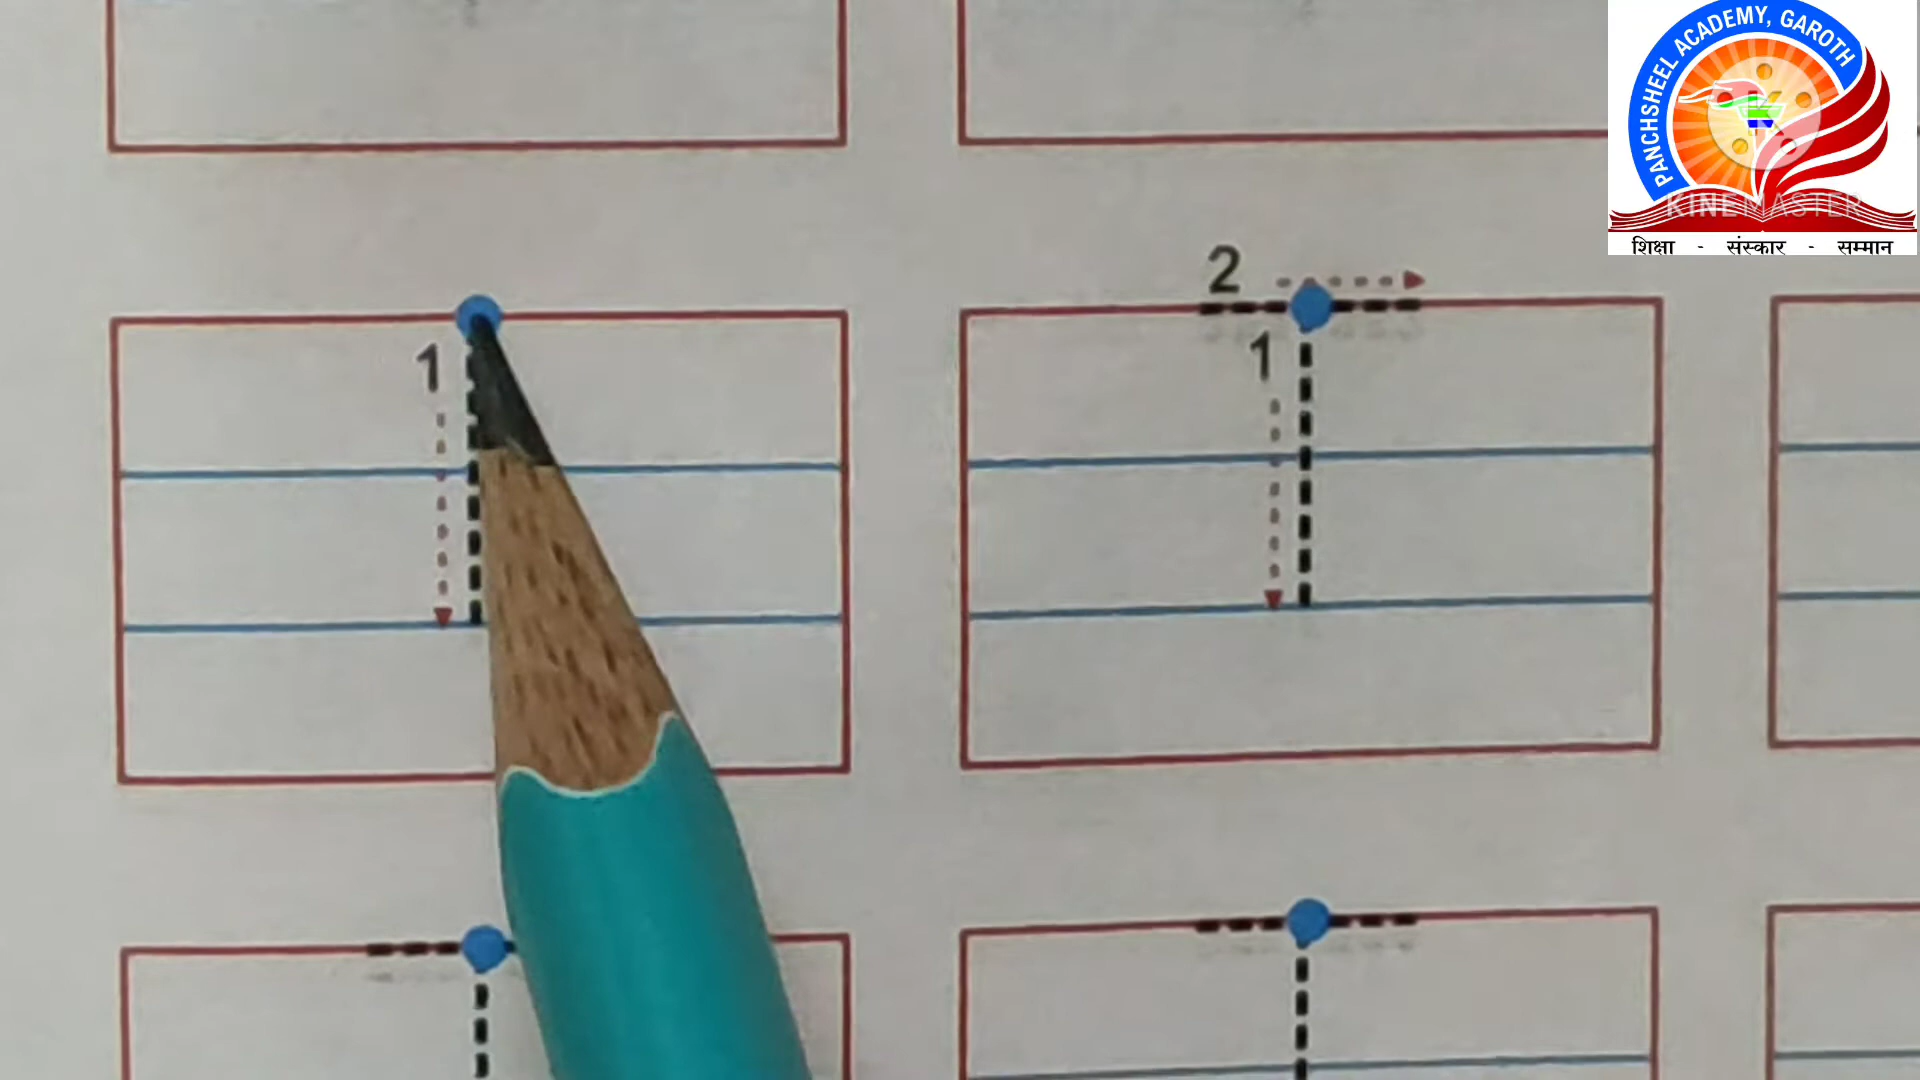 PANCHSHEEL ACADEMY, GAROTH
KINEMASTER
शिक्षा - संस्कार - सम्मान
2
1
1